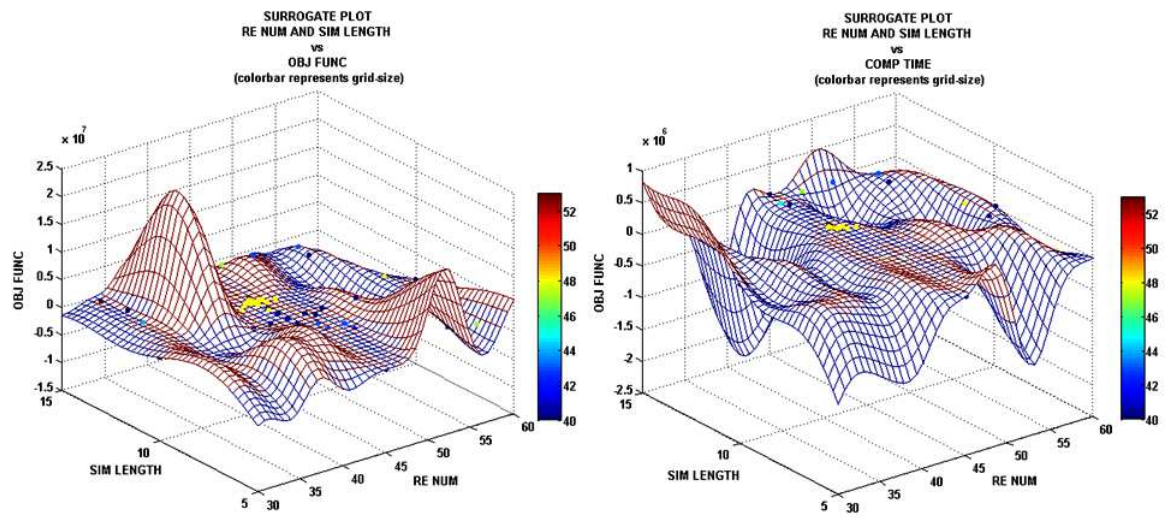 SURROGATE PLOT
RE NUM AND SIM LENGTH
vs
OBJ FUNC
(colorbar represents grid-size)
x 10^7
2.5
2
1.5
1
0.5
0
-0.5
-1
-1.5
OBJ FUNC
15
10
5
SIM LENGTH
30
35
40
45
50
55
60
RE NUM
52
50
48
46
44
42
40
SURROGATE PLOT
RE NUM AND SIM LENGTH
vs
COMP TIME
(colorbar represents grid-size)
x 10^6
1
0.5
0
-0.5
-1
-1.5
-2
-2.5
OBJ FUNC
15
10
5
SIM LENGTH
30
35
40
45
50
55
60
RE NUM
52
50
48
46
44
42
40